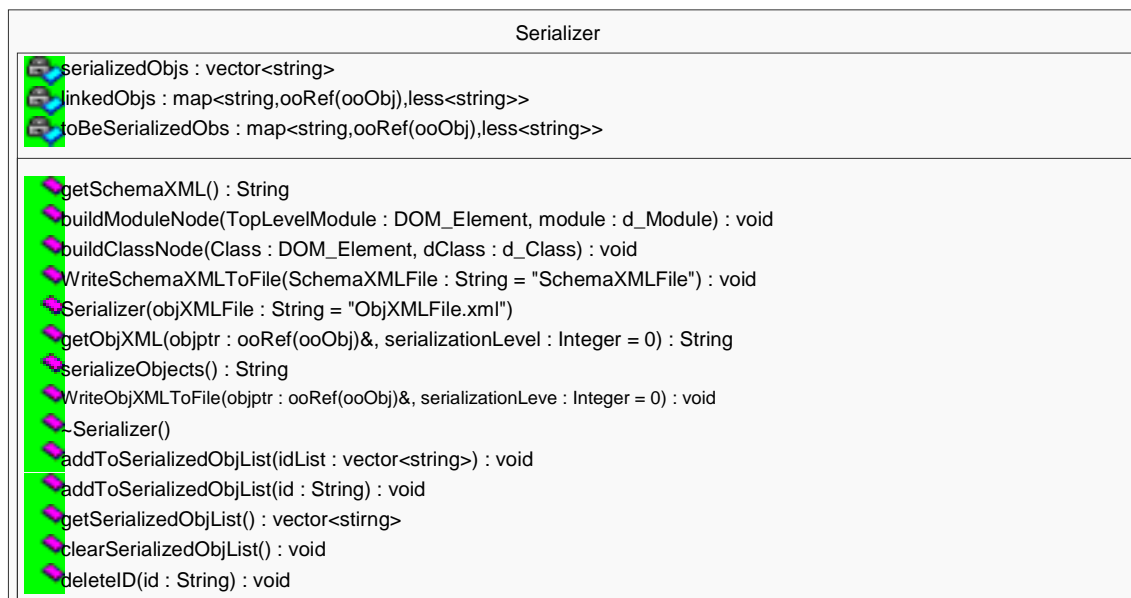 Serializer
serializedObjs : vector<string>
linkedObjs : map<string,ooRef(ooObj),less<string>>
toBeSerializedObs : map<string,ooRef(ooObj),less<string>>
getSchemaXML() : String
buildModuleNode(TopLevelModule : DOM_Element, module : d_Module) : void
buildClassNode(Class : DOM_Element, dClass : d_Class) : void
WriteSchemaXMLToFile(SchemaXMLFile : String = "SchemaXMLFile") : void
Serializer(objXMLFile : String = "ObjXMLFile.xml")
getObjXML(objptr : ooRef(ooObj)&, serializationLevel : Integer = 0) : String
serializeObjects() : String
WriteObjXMLToFile(objptr : ooRef(ooObj)&, serializationLeve : Integer = 0) : void
~Serializer()
addToSerializedObjList(idList : vector<string>) : void
addToSerializedObjList(id : String) : void
getSerializedObjList() : vector<stirng>
clearSerializedObjList() : void
deleteID(id : String) : void